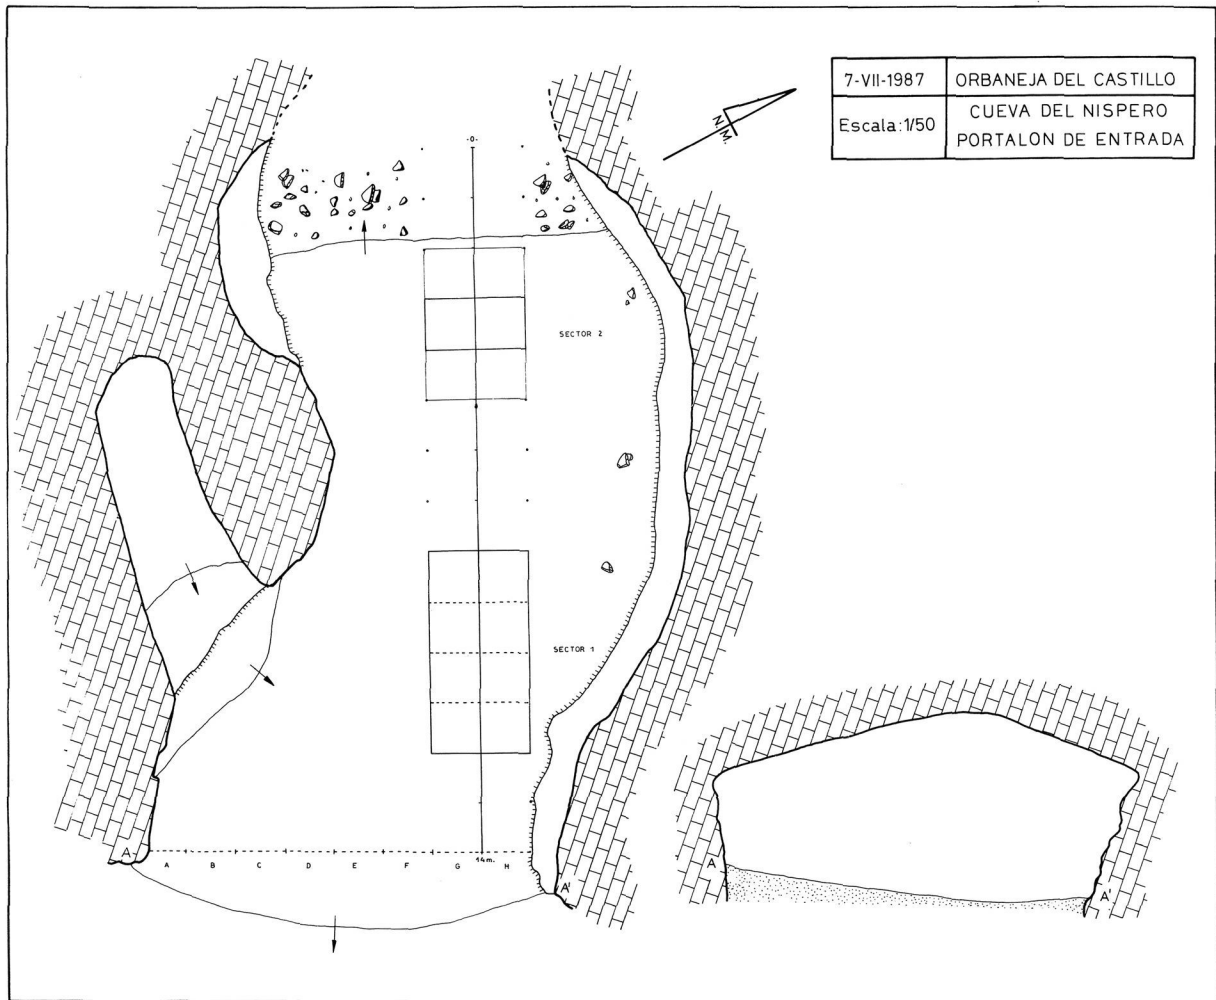 7-VII-1987
ORBANEJA DEL CASTILLO
Escala:1/50
CUEVA DEL NISPERO
PORTALON DE ENTRADA
N.M.
-0-
SECTOR 2
SECTOR 1
A A B C D E F G 14m. H A'
A A'